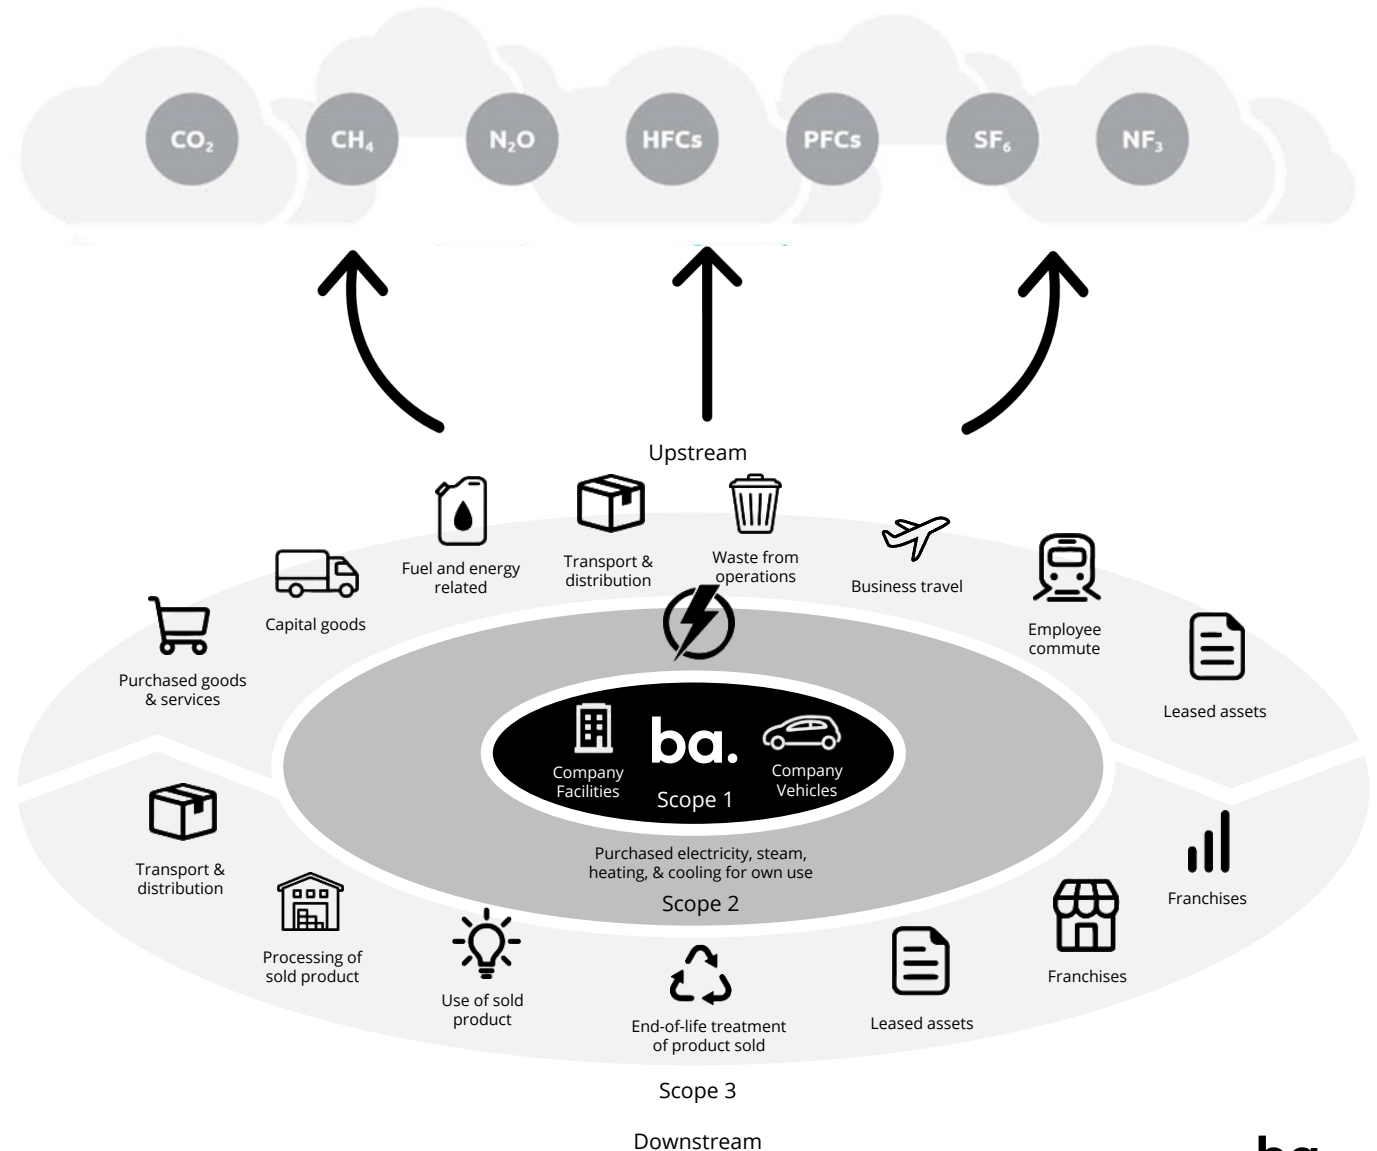 CO₂
CH₄
N₂O
HFCs
PFCs
SF₆
NF₃
Upstream
Purchased goods
& services
Capital goods
Fuel and energy
related
Transport &
distribution
Waste from
operations
Business travel
Employee
commute
Leased assets
Company
Facilities
ba.
Company
Vehicles
Scope 1
Purchased electricity, steam,
heating, & cooling for own use
Scope 2
Transport &
distribution
Processing of
sold product
Use of sold
product
End-of-life treatment
of product sold
Leased assets
Franchises
Franchises
Scope 3
Downstream